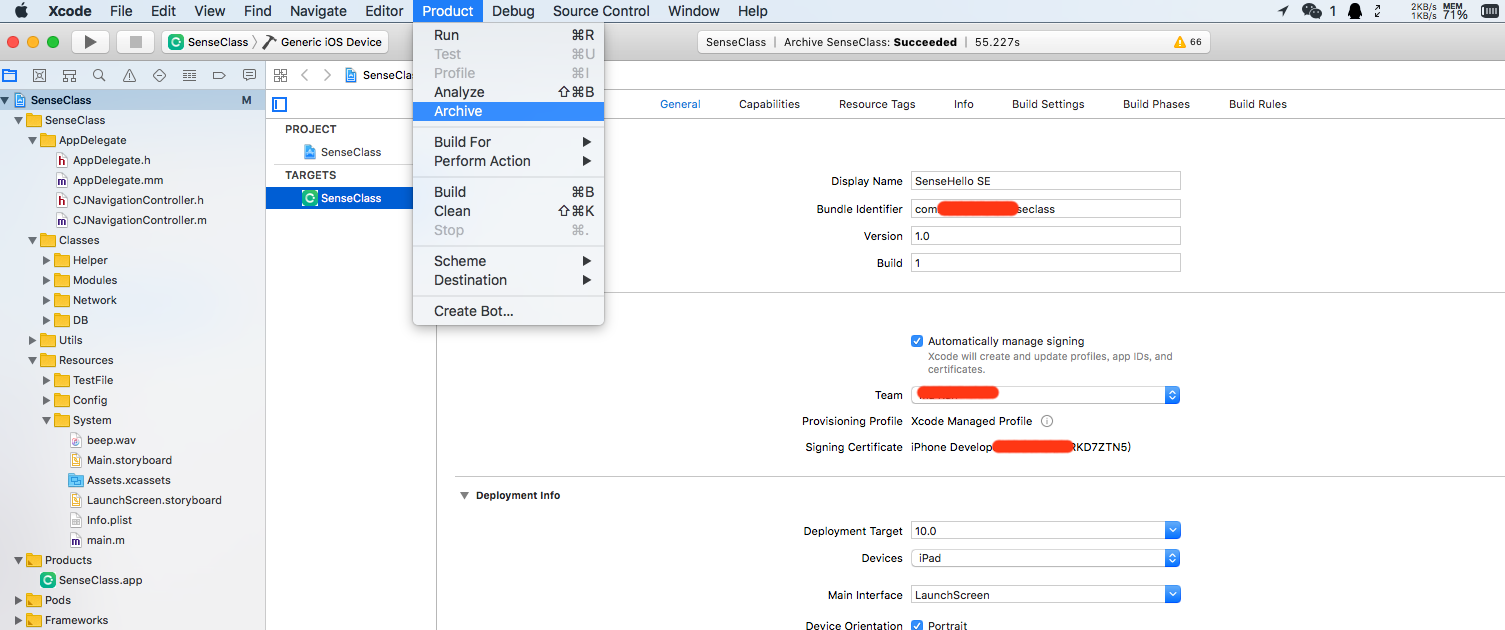 Xcode File Edit View Find Navigate Editor Product Debug Source Control Window Help 1 2KB/s 1KB/s MEM 71%
SenseClass Generic iOS Device SenseClass | Archive SenseClass: Succeeded | 55.227s 66
SenseCla
SenseClass M
SenseClass
AppDelegate
AppDelegate.h
AppDelegate.mm
CJNavigationController.h
CJNavigationController.m
Classes
Helper
Modules
Network
DB
Utils
Resources
TestFile
Config
System
beep.wav
Main.storyboard
Assets.xcassets
LaunchScreen.storyboard
Info.plist
main.m
Products
SenseClass.app
Pods
Frameworks
PROJECT
SenseClass
TARGETS
SenseClass
Run ⌘R
Test ⌘U
Profile ⌘I
Analyze ⇧⌘B
Archive
Build For
Perform Action
Build ⌘B
Clean ⇧⌘K
Stop ⌘.
Scheme
Destination
Create Bot...
General Capabilities Resource Tags Info Build Settings Build Phases Build Rules
Display Name SenseHello SE
Bundle Identifier com seclass
Version 1.0
Build 1
Automatically manage signing
Xcode will create and update profiles, app IDs, and
certificates.
Team
Provisioning Profile Xcode Managed Profile
Signing Certificate iPhone Develop RKD7ZTN5)
Deployment Info
Deployment Target 10.0
Devices iPad
Main Interface LaunchScreen
Device Orientation Portrait